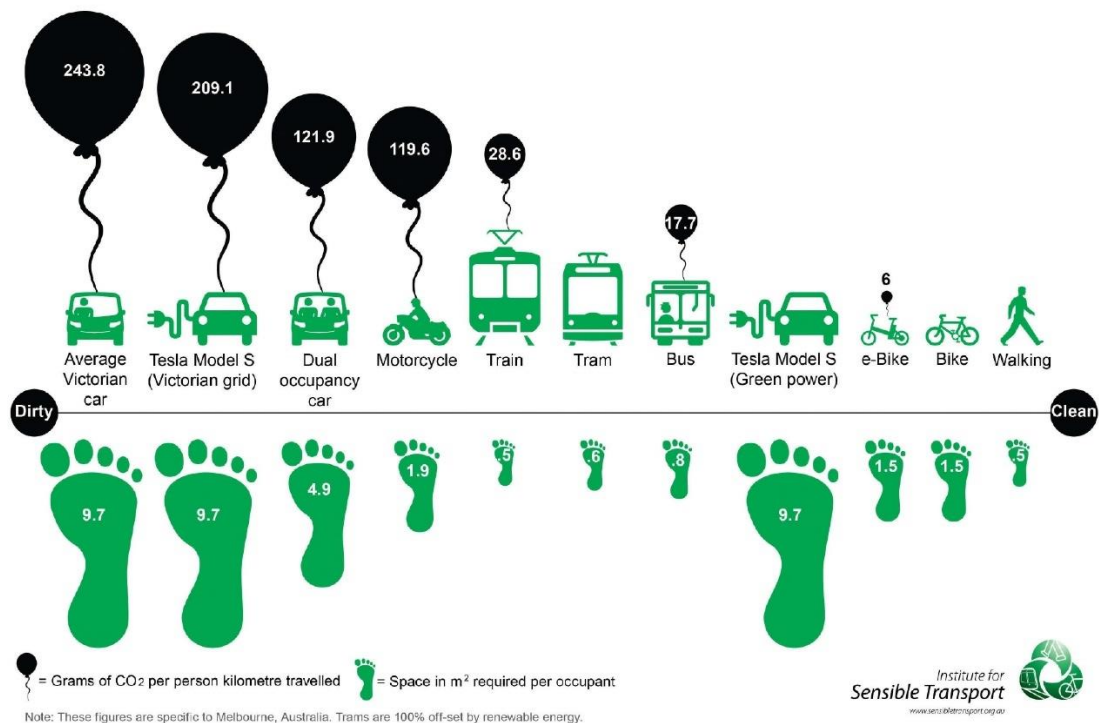 243.8
209.1
121.9
119.6
28.6
17.7
6
Average
Victorian
car
Tesla Model S
(Victorian grid)
Dual
occupancy
car
Motorcycle
Train
Tram
Bus
Tesla Model S
(Green power)
e-Bike
Bike
Walking
Dirty
Clean
9.7
9.7
4.9
1.9
.5
.6
.8
9.7
1.5
1.5
.5
= Grams of CO2 per person kilometre travelled
= Space in m² required per occupant
Note: These figures are specific to Melbourne, Australia. Trams are 100% off-set by renewable energy.
Institute for
Sensible Transport
www.sensibletransport.org.au